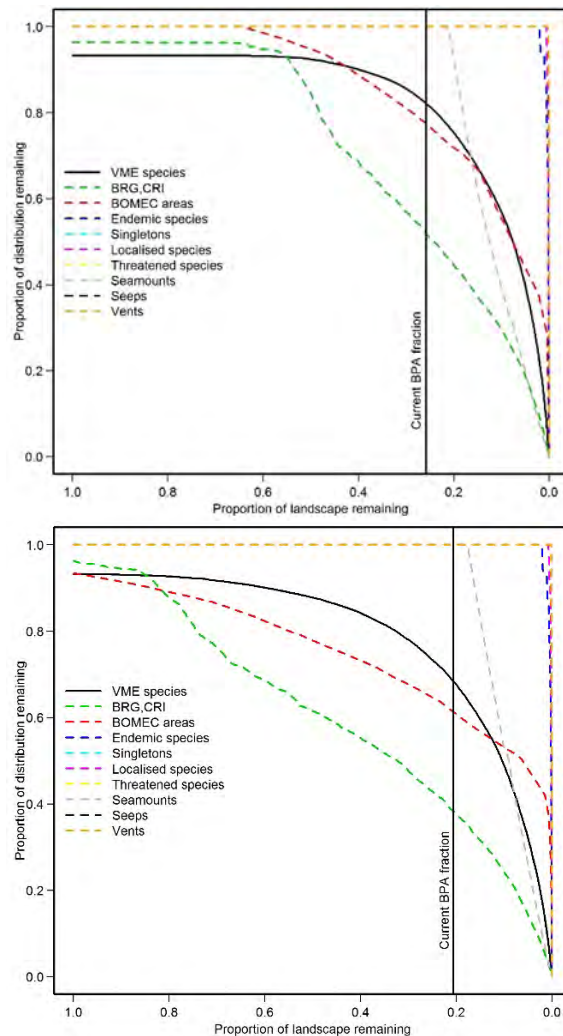 Proportion of distribution remaining
1.0
0.8
0.6
0.4
0.2
0.0
VME species
BRG,CRI
BOMEC areas
Endemic species
Singletons
Localised species
Threatened species
Seamounts
Seeps
Vents
Current BPA fraction
1.0 0.8 0.6 0.4 0.2 0.0
Proportion of landscape remaining
Proportion of distribution remaining
1.0
0.8
0.6
0.4
0.2
0.0
VME species
BRG,CRI
BOMEC areas
Endemic species
Singletons
Localised species
Threatened species
Seamounts
Seeps
Vents
Current BPA fraction
1.0 0.8 0.6 0.4 0.2 0.0
Proportion of landscape remaining